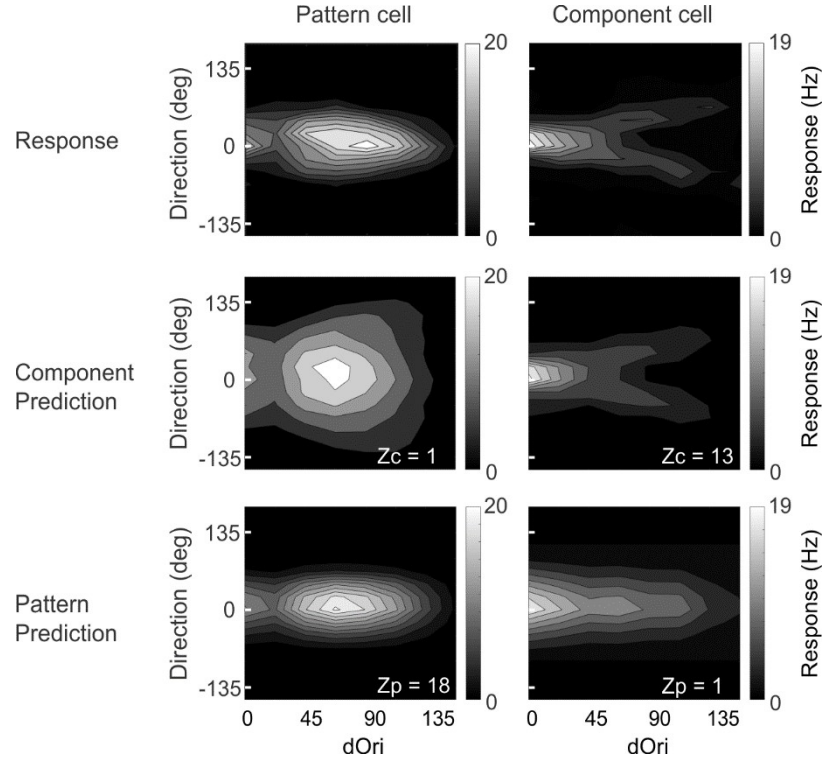 Pattern cell
Component cell
Response
Direction (deg)
135
0
-135
20
0
19
0
Response (Hz)
Component
Prediction
Direction (deg)
135
0
-135
Zc = 1
20
0
Zc = 13
19
0
Response (Hz)
Pattern
Prediction
Direction (deg)
135
0
-135
Zp = 18
20
0
Zp = 1
19
0
Response (Hz)
0 45 90 135
dOri
0 45 90 135
dOri